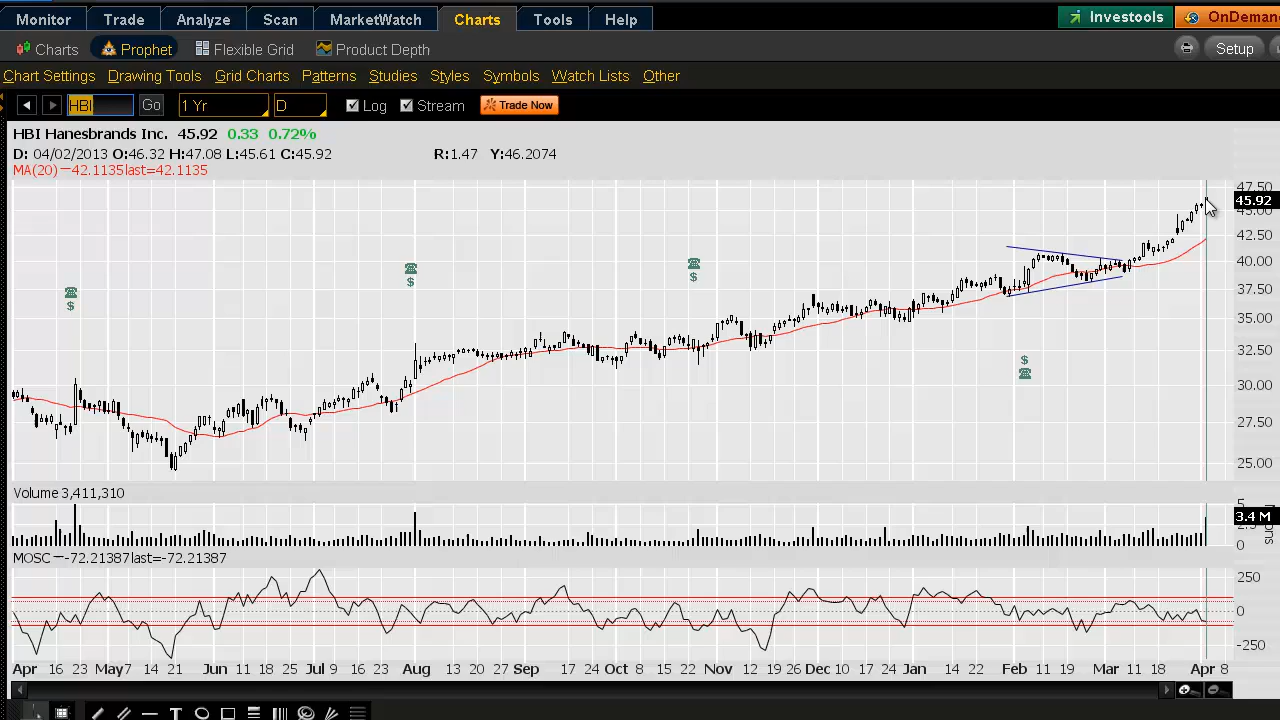 Monitor Trade Analyze Scan MarketWatch Charts Tools Help Investools OnDeman
Charts Prophet Flexible Grid Product Depth Setup
Chart Settings Drawing Tools Grid Charts Patterns Studies Styles Symbols Watch Lists Other
HBI Go 1 Yr D Log Stream Trade Now
HBI Hanesbrands Inc. 45.92 0.33 0.72%
D: 04/02/2013 O:46.32 H:47.08 L:45.61 C:45.92 R:1.47 Y:46.2074
MA(20)—42.1135last=42.1135
47.50
45.92
45.00
42.50
40.00
37.50
35.00
32.50
30.00
27.50
25.00
$
$
$
$
Volume 3,411,310
5
3.4 M
0
MOSC—-72.21387last=-72.21387
250
0
-250
Apr 16 23 May7 14 21 Jun 11 18 25 Jul 9 16 23 Aug 13 20 27 Sep 17 24 Oct 8 15 22 Nov 12 19 26 Dec 10 17 24 Jan 14 22 Feb 11 19 Mar 11 18 Apr 8
T